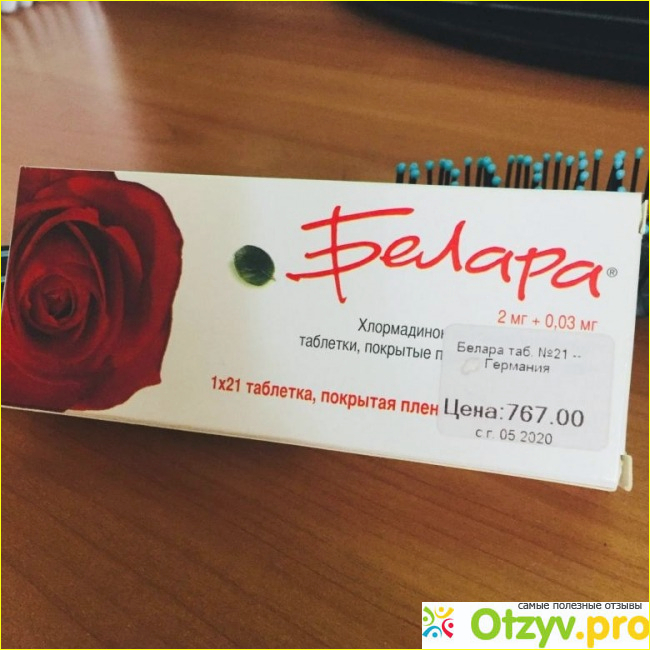 Белара®
2 мг + 0,03 мг
Хлормадинон
таблетки, покрытые п
1x21 таблетка, покрытая плен
Белара таб. №21 --
Германия
Цена:767.00
с.г. 05.2020
самые полезные отзывы
Otzyv.pro